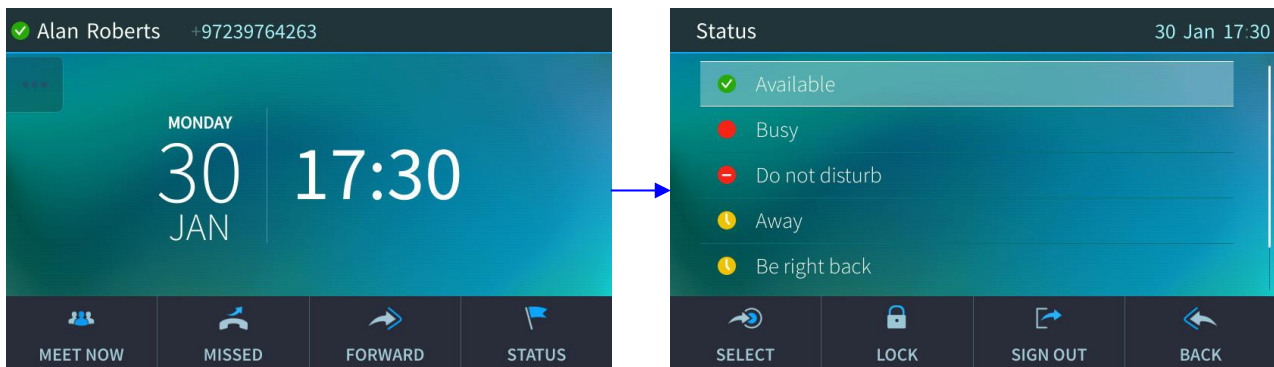 Alan Roberts +97239764263
MONDAY
30
JAN
17:30
MEET NOW MISSED FORWARD STATUS
Status 30 Jan 17:30
Available
Busy
Do not disturb
Away
Be right back
SELECT LOCK SIGN OUT BACK